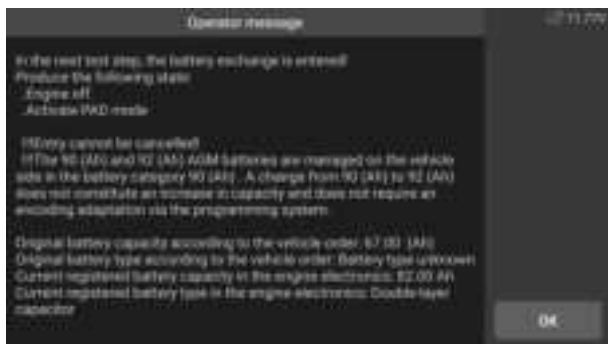 Operator message
11.77V
In the next test step, the battery exchange is entered!
Produce the following state:
.Engine off
.Activate PAD mode
!!!Entry cannot be cancelled!
!!!The 90 (Ah) and 92 (Ah) AGM batteries are managed on the vehicle
side in the battery category 90 (Ah) . A change from 90 (Ah) to 92 (Ah)
does not constitute an increase in capacity and does not require an
encoding adaptation via the programming system.
Original battery capacity according to the vehicle order: 67.00 (Ah)
Original battery type according to the vehicle order: Battery type unknown
Current registered battery capacity in the engine electronics: 82.00 Ah
Current registered battery type in the engine electronics: Double-layer
capacitor
OK